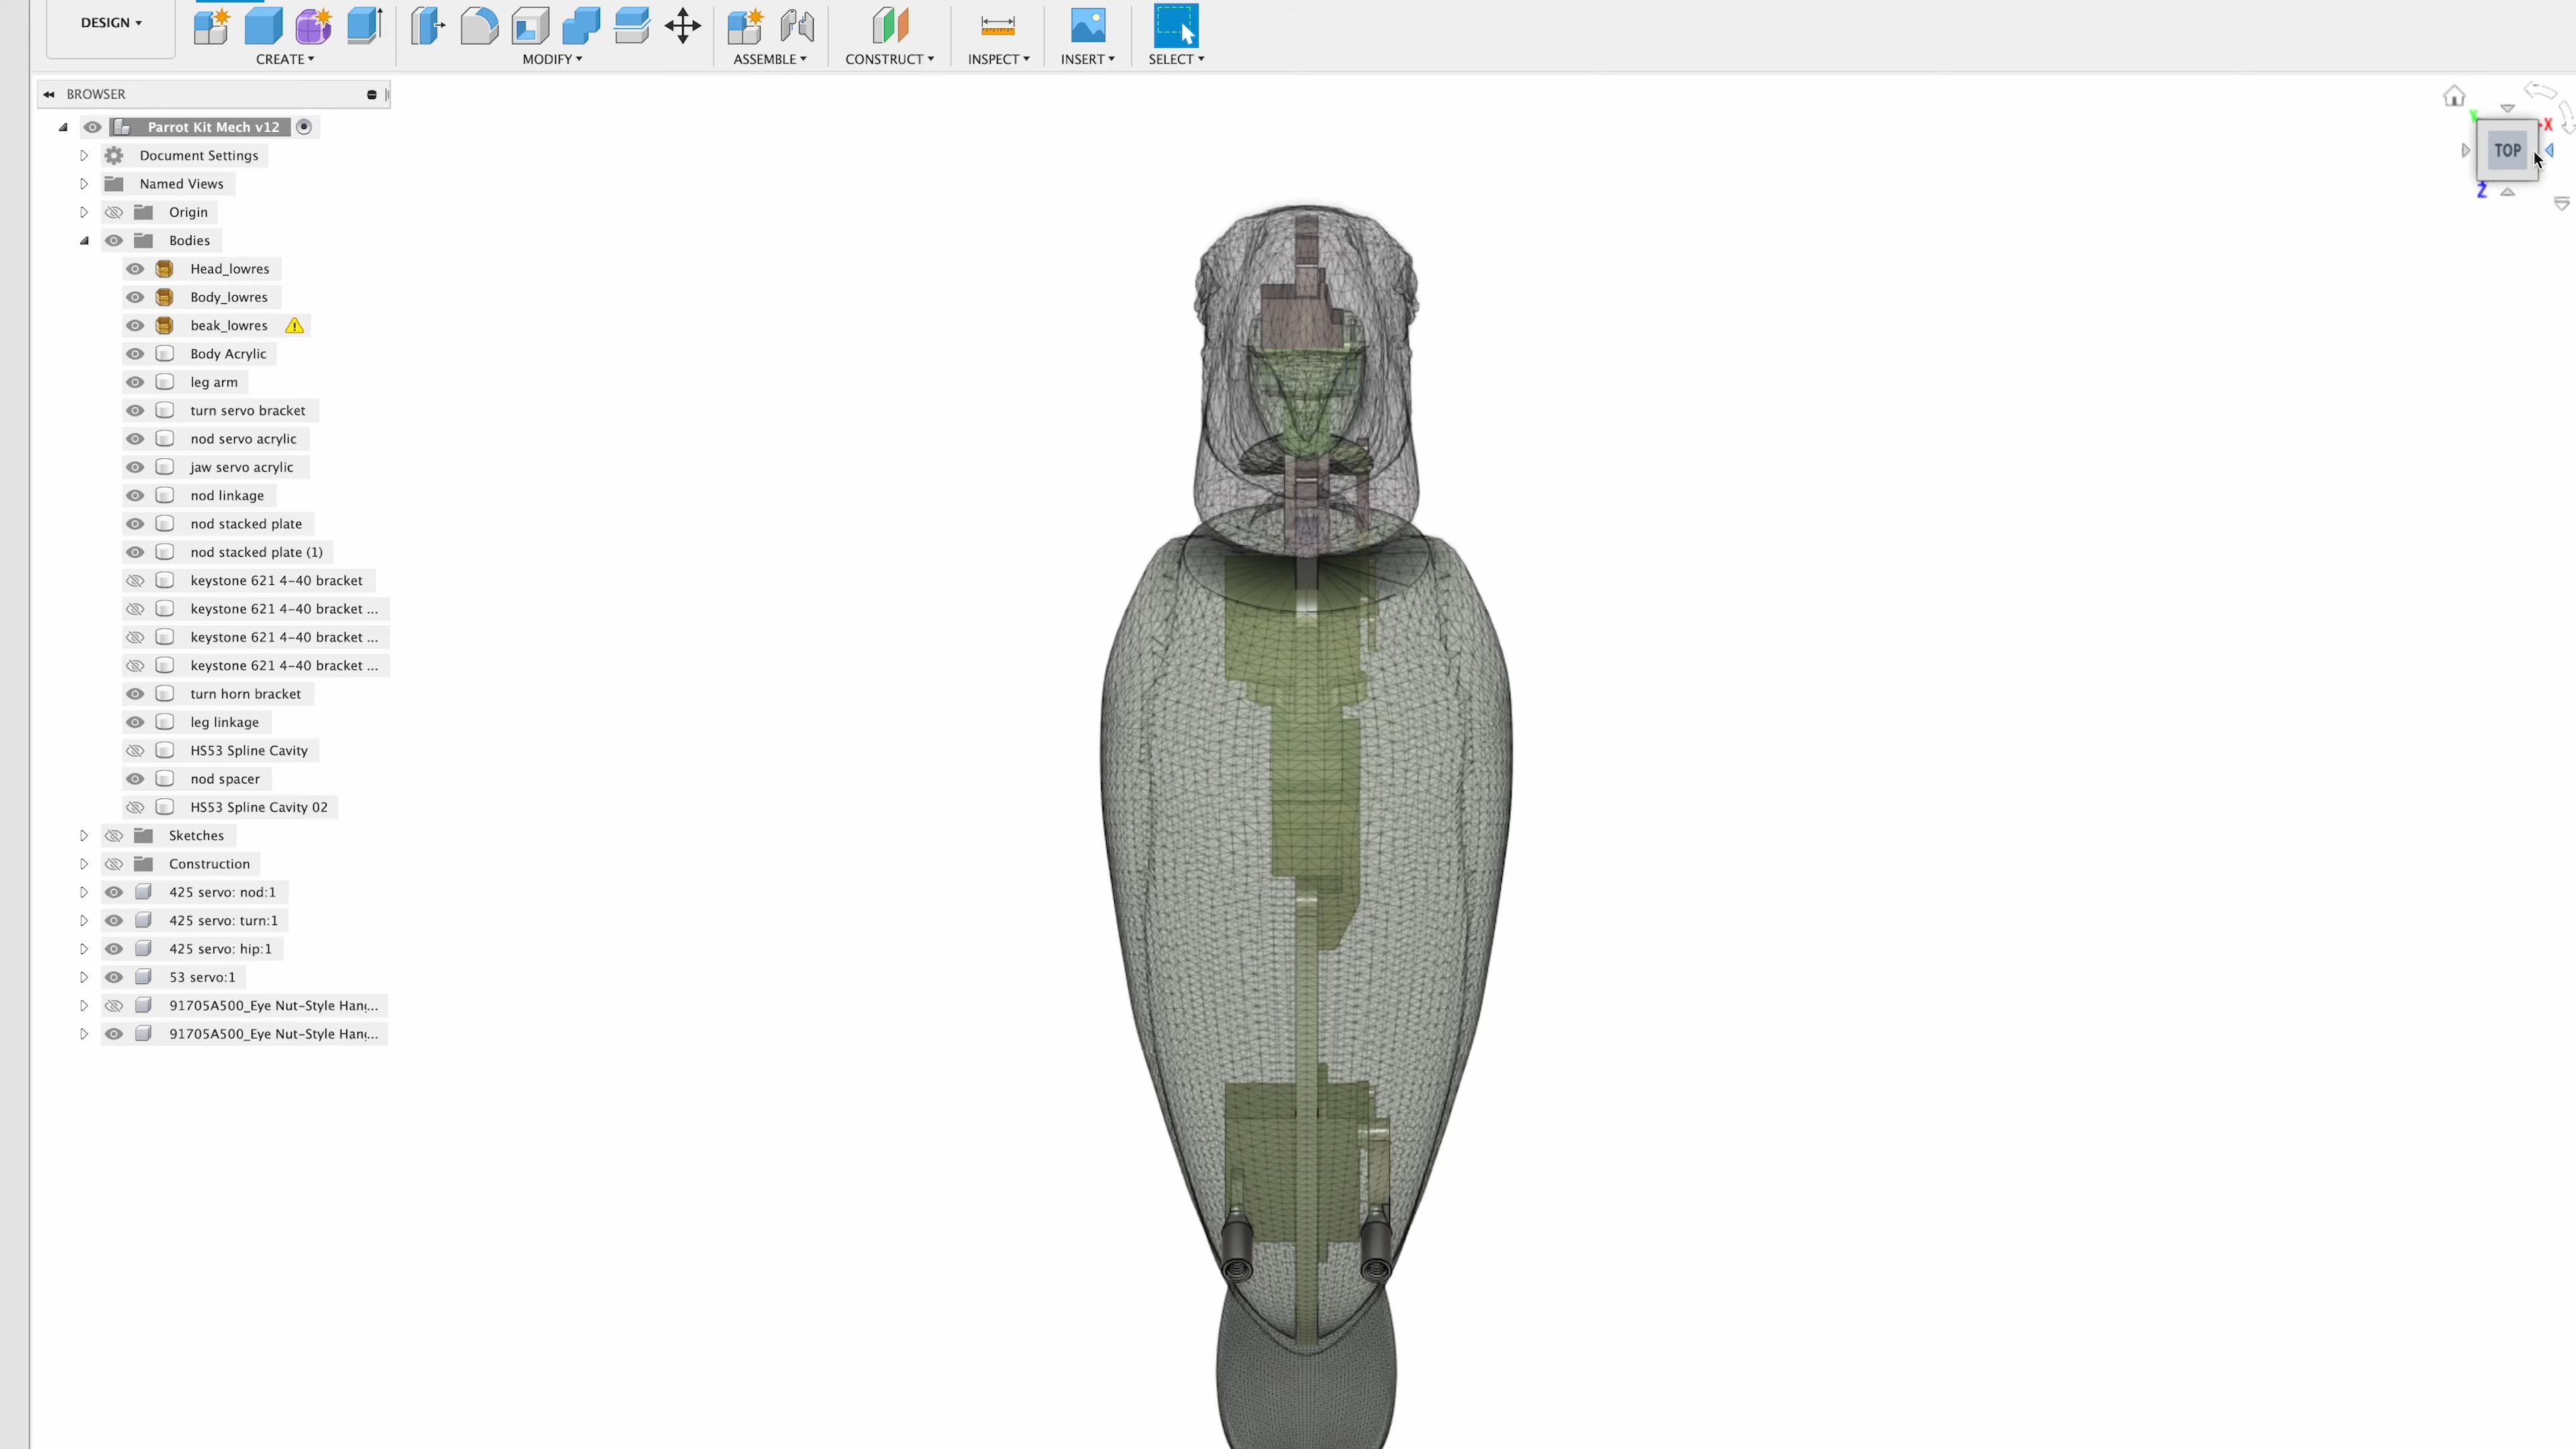 DESIGN
CREATE
MODIFY
ASSEMBLE
CONSTRUCT
INSPECT
INSERT
SELECT
BROWSER
Parrot Kit Mech v12
Document Settings
Named Views
Origin
Bodies
Head_lowres
Body_lowres
beak_lowres
Body Acrylic
leg arm
turn servo bracket
nod servo acrylic
jaw servo acrylic
nod linkage
nod stacked plate
nod stacked plate (1)
keystone 621 4-40 bracket
keystone 621 4-40 bracket ...
keystone 621 4-40 bracket ...
keystone 621 4-40 bracket ...
turn horn bracket
leg linkage
HS53 Spline Cavity
nod spacer
HS53 Spline Cavity 02
Sketches
Construction
425 servo: nod:1
425 servo: turn:1
425 servo: hip:1
53 servo:1
91705A500_Eye Nut-Style Hang...
91705A500_Eye Nut-Style Hang...
Y
X
TOP
Z